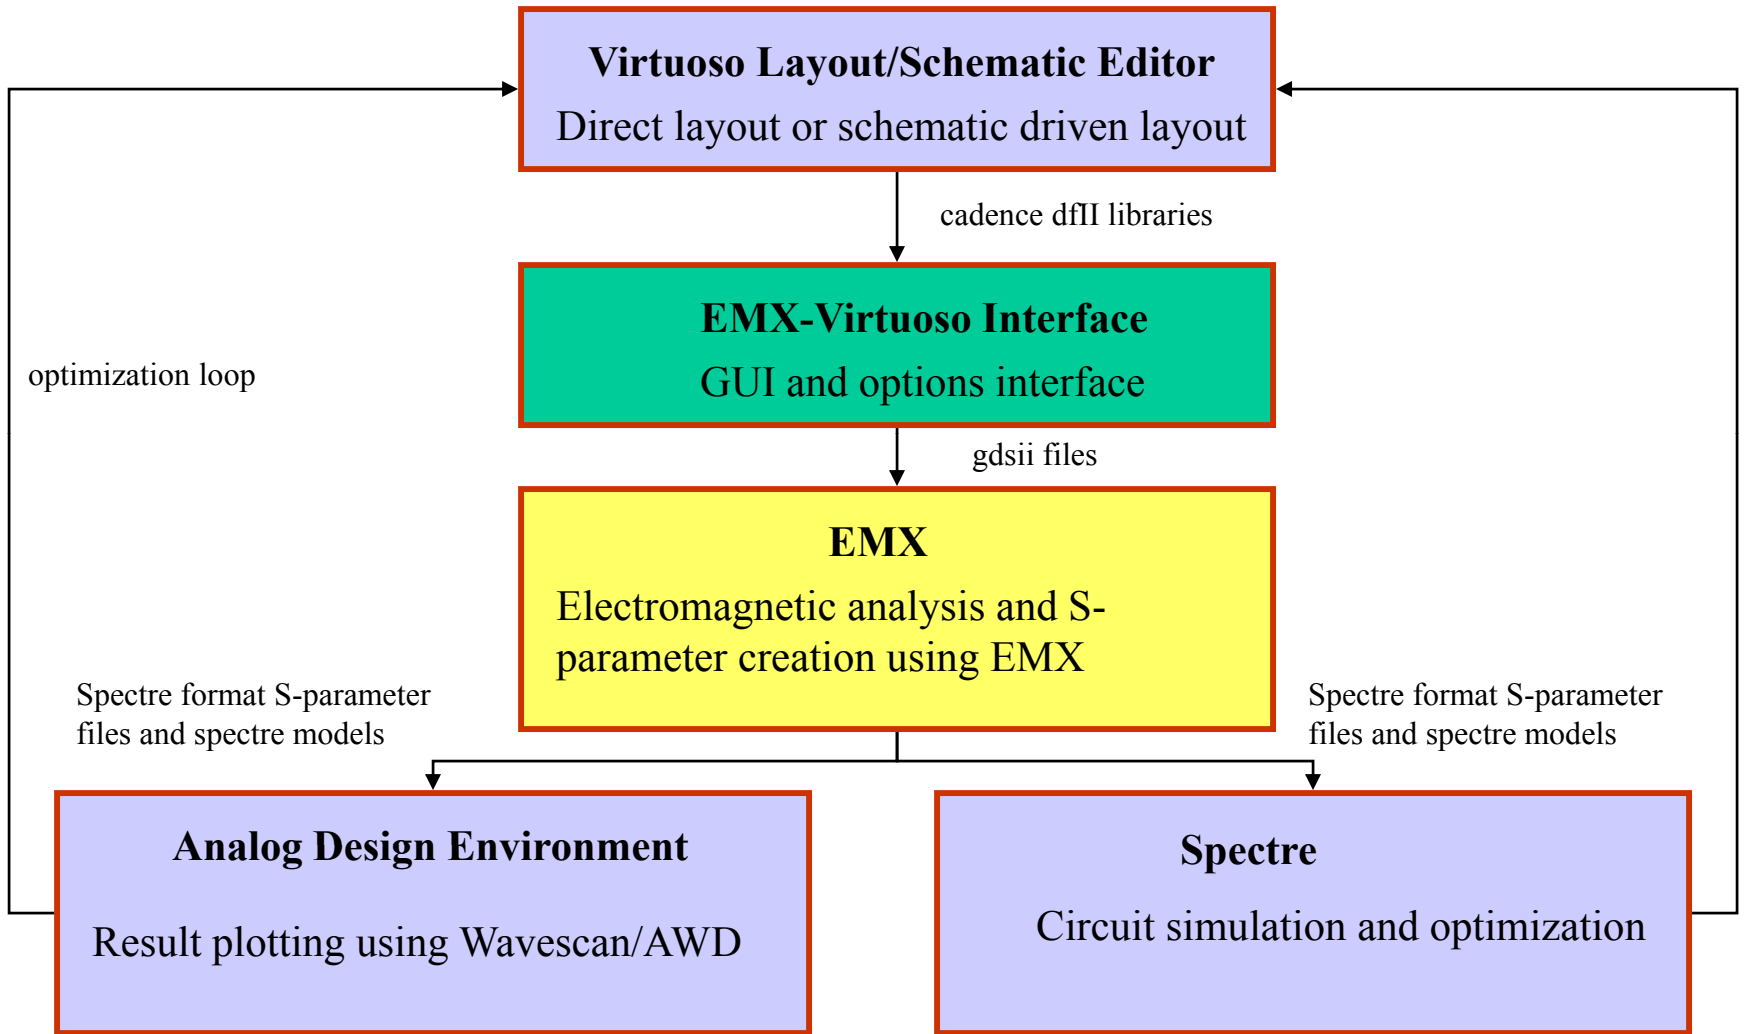 Virtuoso Layout/Schematic Editor
Direct layout or schematic driven layout
cadence dfII libraries
EMX-Virtuoso Interface
GUI and options interface
optimization loop
gdsii files
EMX
Electromagnetic analysis and S-
parameter creation using EMX
Spectre format S-parameter
files and spectre models
Spectre format S-parameter
files and spectre models
Analog Design Environment
Result plotting using Wavescan/AWD
Spectre
Circuit simulation and optimization